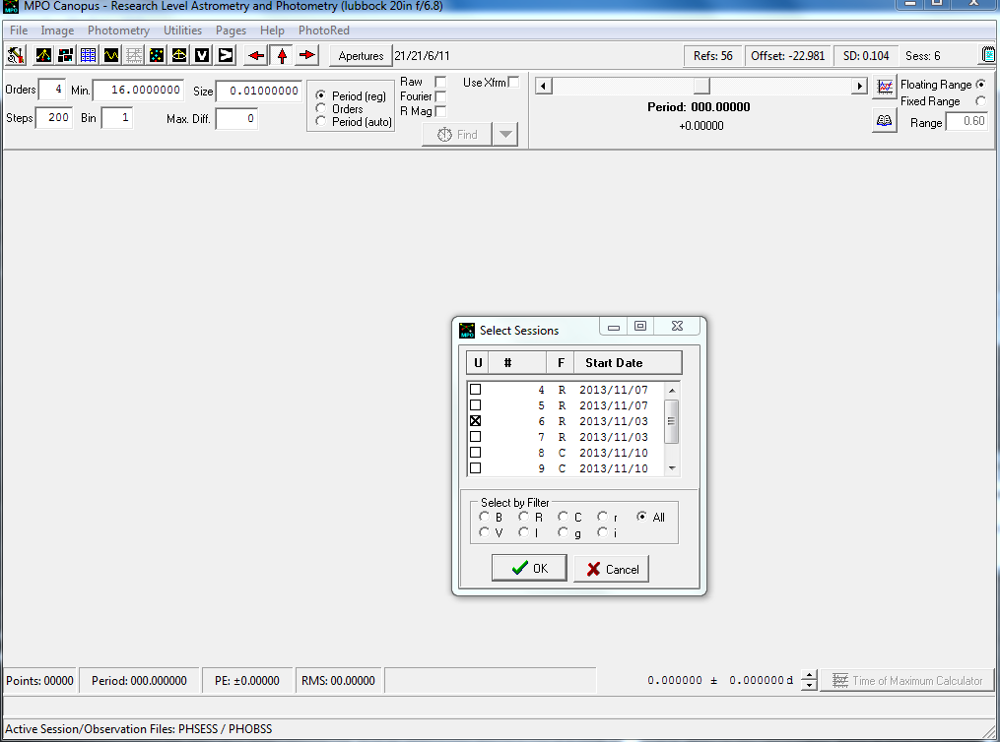 MPO Canopus - Research Level Astrometry and Photometry (lubbock 20in f/6.8)
File Image Photometry Utilities Pages Help PhotoRed
Apertures 21/21/6/11 Refs: 56 Offset: -22.981 SD: 0.104 Sess: 6
Orders 4 Min. 16.0000000 Size 0.01000000
Steps 200 Bin 1 Max. Diff. 0
Period (reg)
Orders
Period (auto)
Raw
Fourier
R Mag
Use Xfrm
Find
Period: 000.00000
+0.00000
Floating Range
Fixed Range
Range 0.60
MPO Select Sessions
U # F Start Date
4 R 2013/11/07
5 R 2013/11/07
6 R 2013/11/03
7 R 2013/11/03
8 C 2013/11/10
9 C 2013/11/10
Select by Filter
B R C r All
V I g i
OK Cancel
Points: 00000 Period: 000.000000 PE: ±0.00000 RMS: 00.00000 0.000000 ± 0.000000d Time of Maximum Calculator
Active Session/Observation Files: PHSESS / PHOBSS